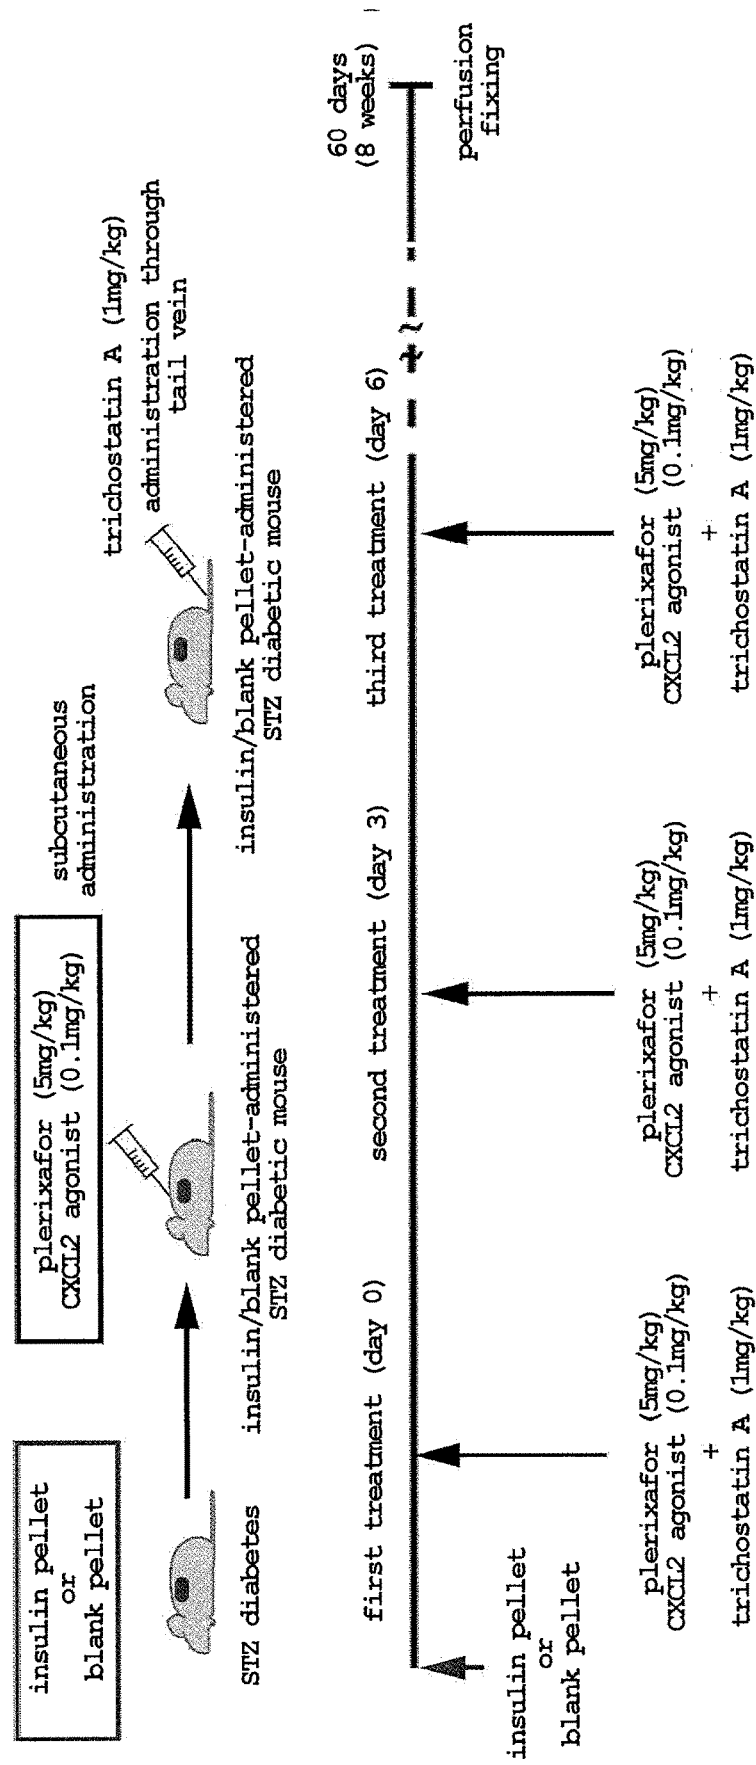 insulin pellet
or
blank pellet
STZ diabetes
plerixafor (5mg/kg)
CXCL2 agonist (0.1mg/kg)
subcutaneous
administration
insulin/blank pellet-administered
STZ diabetic mouse
trichostatin A (1mg/kg)
administration through
tail vein
insulin/blank pellet-administered
STZ diabetic mouse
first treatment (day 0)
second treatment (day 3)
third treatment (day 6)
60 days
(8 weeks)
insulin pellet
or
blank pellet
plerixafor (5mg/kg)
CXCL2 agonist (0.1mg/kg)
+
trichostatin A (1mg/kg)
plerixafor (5mg/kg)
CXCL2 agonist (0.1mg/kg)
+
trichostatin A (1mg/kg)
plerixafor (5mg/kg)
CXCL2 agonist (0.1mg/kg)
+
trichostatin A (1mg/kg)
perfusion
fixing